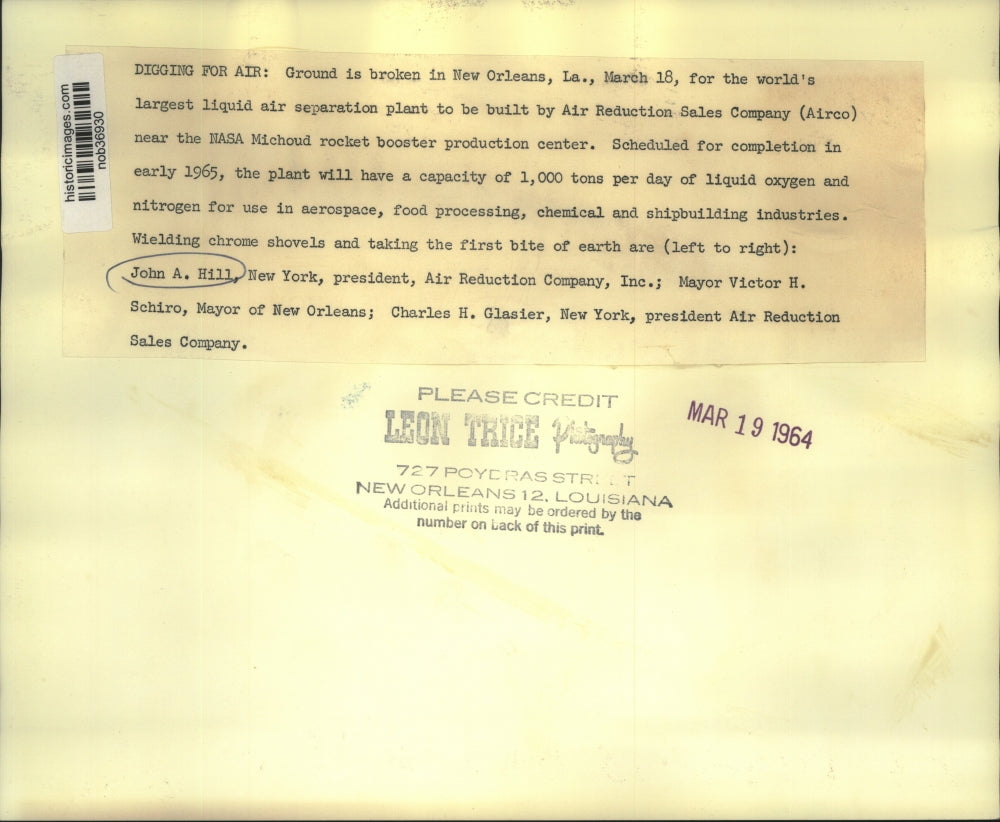 historicimages.com
nob36930
DIGGING FOR AIR: Ground is broken in New Orleans, La., March 18, for the world's
largest liquid air separation plant to be built by Air Reduction Sales Company (Airco)
near the NASA Michoud rocket booster production center. Scheduled for completion in
early 1965, the plant will have a capacity of 1,000 tons per day of liquid oxygen and
nitrogen for use in aerospace, food processing, chemical and shipbuilding industries.
Wielding chrome shovels and taking the first bite of earth are (left to right):
John A. Hill, New York, president, Air Reduction Company, Inc.; Mayor Victor H.
Schiro, Mayor of New Orleans; Charles H. Glasier, New York, president Air Reduction
Sales Company.
PLEASE CREDIT
LEON TRICE Photography
727 POYDRAS STREET
NEW ORLEANS 12, LOUISIANA
Additional prints may be ordered by the
number on back of this print.
MAR 19 1964